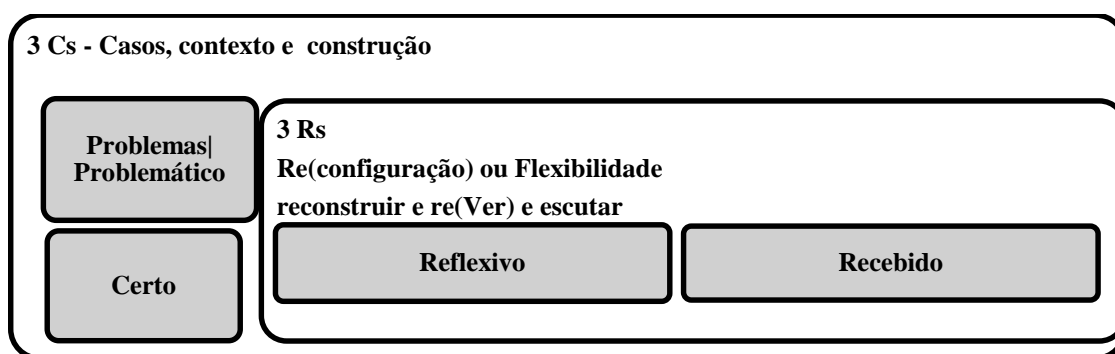 3 Cs - Casos, contexto e construção
Problemas|
Problemático
Certo
3 Rs
Re(configuração) ou Flexibilidade
reconstruir e re(Ver) e escutar
Reflexivo
Recebido